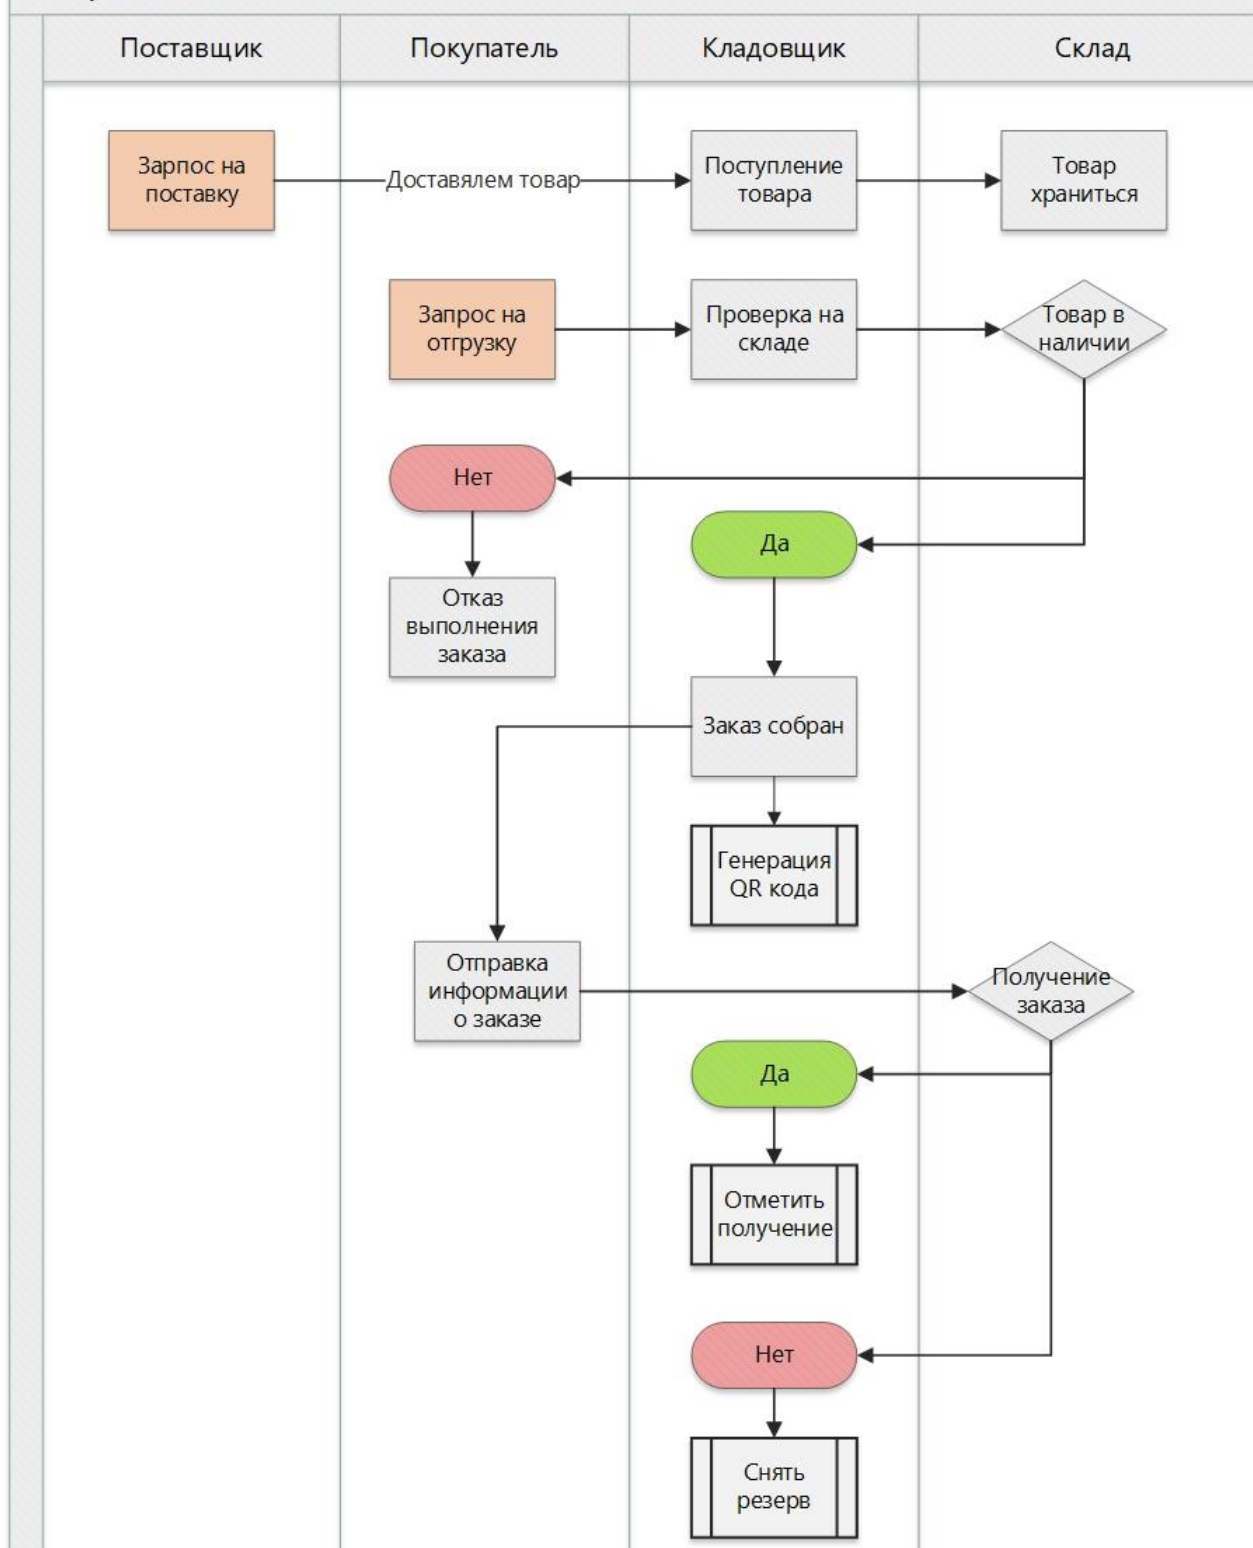 Поставщик
Покупатель
Кладовщик
Склад
Зарпос на
поставку
Доставялем товар
Поступление
товара
Товар
храниться
Запрос на
отгрузку
Проверка на
складе
Товар в
наличии
Нет
Да
Отказ
выполнения
заказа
Заказ собран
Генерация
QR кода
Отправка
информации
о заказе
Получение
заказа
Да
Отметить
получение
Нет
Снять
резерв